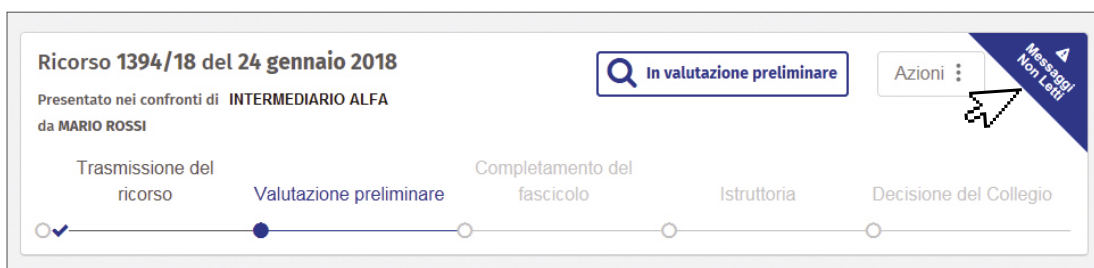 Ricorso 1394/18 del 24 gennaio 2018
In valutazione preliminare
Azioni
Messaggi
Non Letti
Presentato nei confronti di INTERMEDIARIO ALFA
da MARIO ROSSI
Trasmissione del
ricorso
Valutazione preliminare
Completamento del
fascicolo
Istruttoria
Decisione del Collegio